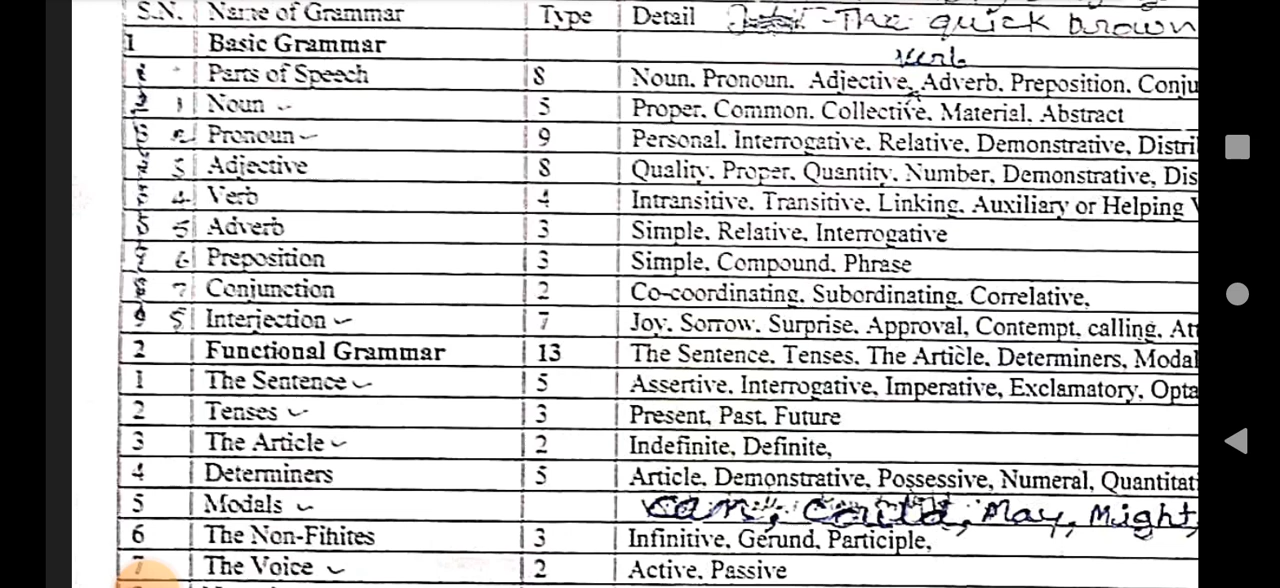 S.N. Name of Grammar Type Detail The quick brown
1 Basic Grammar
verb
Parts of Speech 8 Noun. Pronoun. Adjective, Adverb. Preposition. Conju
1 Noun 5 Proper. Common. Collective. Material. Abstract
3 2 Pronoun 9 Personal. Interrogative. Relative. Demonstrative, Distri
3 Adjective 8 Quality. Proper. Quantity. Number. Demonstrative, Dis
4 Verb 4 Intransitive. Transitive. Linking. Auxiliary or Helping V
5 Adverb 3 Simple. Relative, Interrogative
6 Preposition 3 Simple. Compound. Phrase
8 7 Conjunction 2 Co-coordinating. Subordinating. Correlative.
9 Interjection 7 Joy. Sorrow. Surprise. Approval, Contempt. calling. Att
2 Functional Grammar 13 The Sentence. Tenses. The Article. Determiners, Modal
1 The Sentence 5 Assertive. Interrogative, Imperative, Exclamatory, Opta
2 Tenses 3 Present, Past. Future
3 The Article 2 Indefinite, Definite,
4 Determiners 5 Article, Demonstrative, Possessive, Numeral, Quantitati
5 Modals can, could, May, Might,
6 The Non-Fihites 3 Infinitive, Gerund, Participle,
7 The Voice 2 Active, Passive